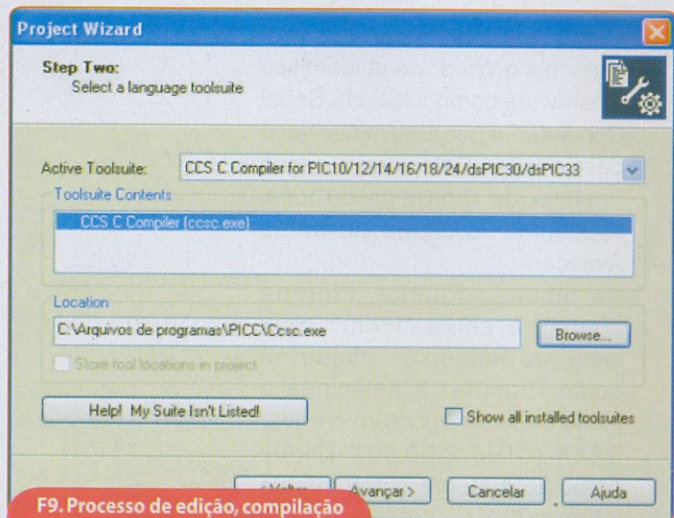 Project Wizard
Step Two:
Select a language toolsuite
Active Toolsuite:
CCS C Compiler for PIC10/12/14/16/18/24/dsPIC30/dsPIC33
Toolsuite Contents
CCS C Compiler (ccsc.exe)
Location
C:\Arquivos de programas\PICC\Ccsc.exe
Browse...
Store tool locations in project
Help! My Suite Isn't Listed!
Show all installed toolsuites
Avançar >
Cancelar
Ajuda
F9. Processo de edição, compilação